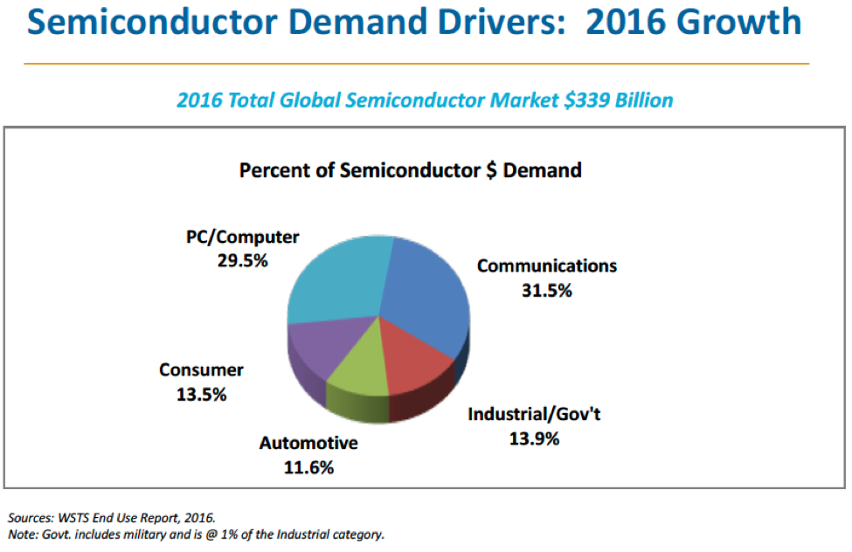 Semiconductor Demand Drivers:  2016 Growth
2016 Total Global Semiconductor Market $339 Billion
Percent of Semiconductor $ Demand
PC/Computer
29.5%
Communications
31.5%
Consumer
13.5%
Industrial/Gov't
13.9%
Automotive
11.6%
Sources: WSTS End Use Report, 2016.
Note: Govt. includes military and is @ 1% of the Industrial category.